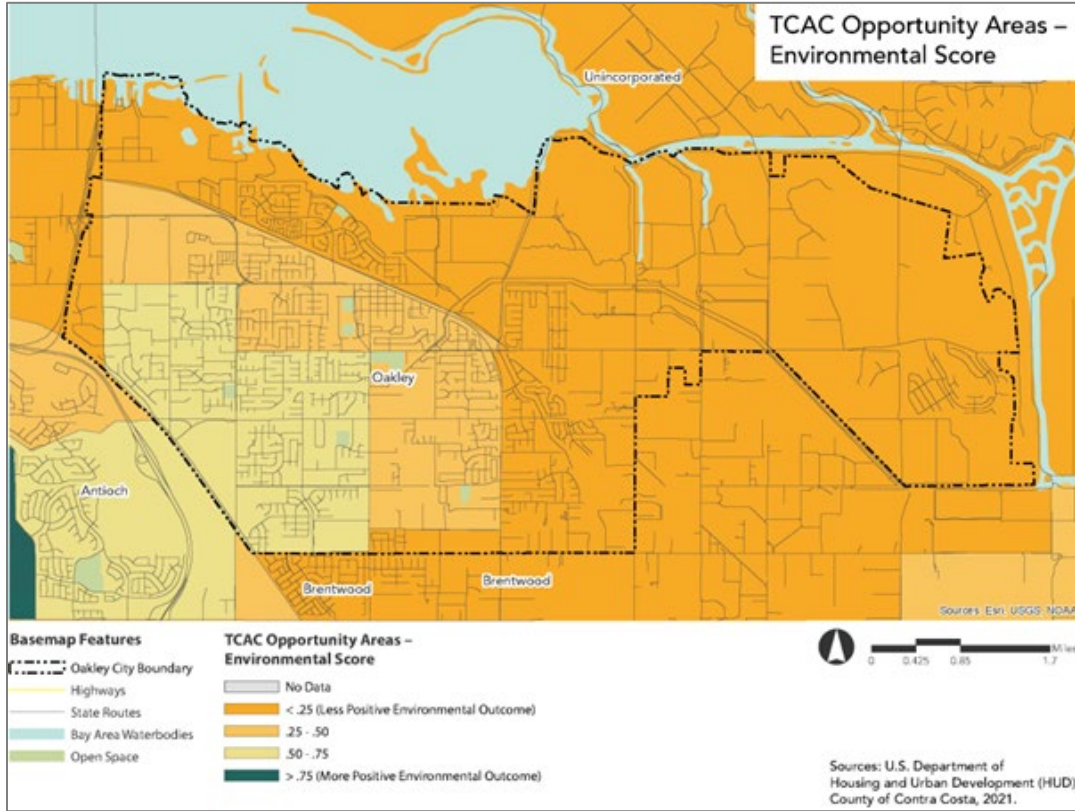 TCAC Opportunity Areas –
Environmental Score
Unincorporated
Oakley
Antioch
Brentwood
Brentwood
Sources: Esri, USGS, NOAA
Basemap Features
Oakley City Boundary
Highways
State Routes
Bay Area Waterbodies
Open Space
TCAC Opportunity Areas –
Environmental Score
No Data
< .25 (Less Positive Environmental Outcome)
.25 - .50
.50 - .75
> .75 (More Positive Environmental Outcome)
Miles
0 0.425 0.85 1.7
Sources: U.S. Department of
Housing and Urban Development (HUD)
County of Contra Costa, 2021.